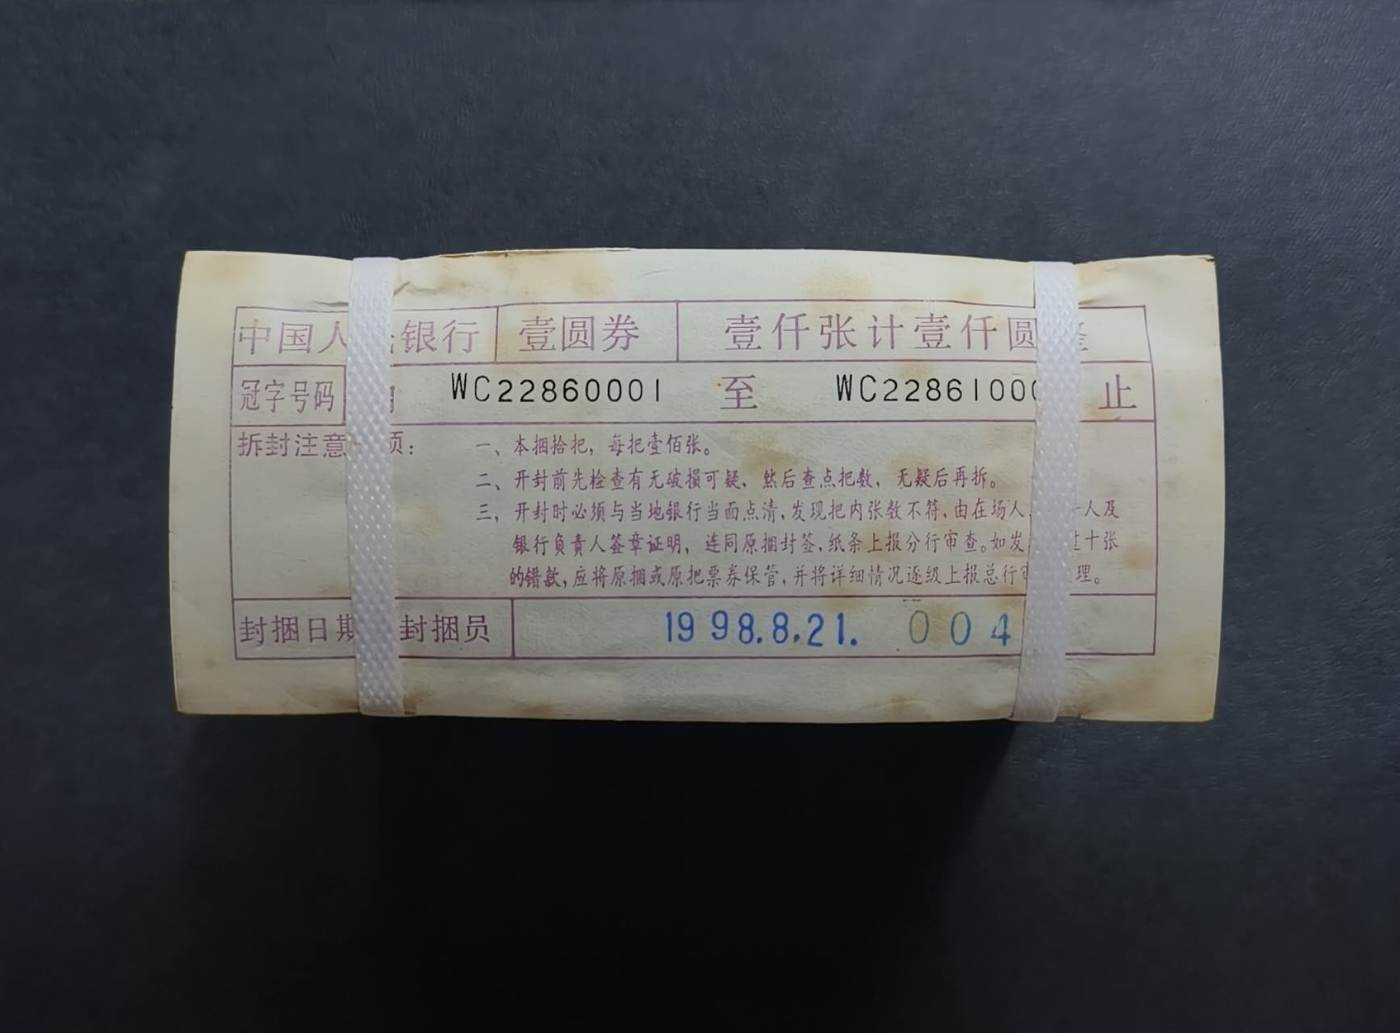 中国人 银行 壹圆券 壹仟张计壹仟圆
冠字号码 WC22860001 至 WC2286100 止
拆封注意 项：
一、本捆拾把，每把壹佰张。
二、开封前先检查有无破损可疑、然后查点把数，无疑后再拆。
三、开封时必须与当地银行当面点清，发现把内张数不符，由在场人 人及
银行负责人签章证明，连同原捆封签，纸条上报分行审查。如发 十张
的错款，应将原捆或原把票券保管，并将详细情况逐级上报总行 理。
封捆日期 封捆员 1998.8.21. 004